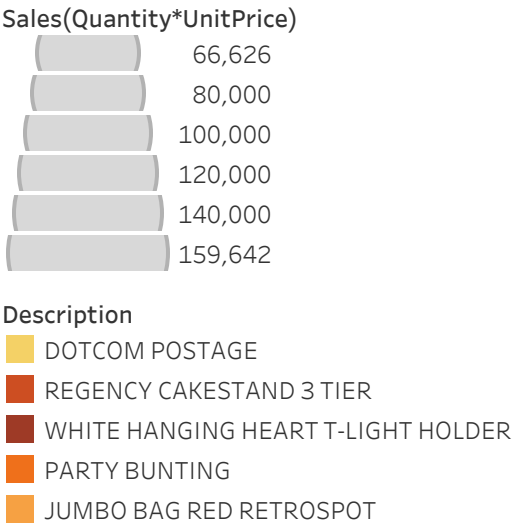 Sales(Quantity*UnitPrice)
66,626
80,000
100,000
120,000
140,000
159,642
Description
DOTCOM POSTAGE
REGENCY CAKESTAND 3 TIER
WHITE HANGING HEART T-LIGHT HOLDER
PARTY BUNTING
JUMBO BAG RED RETROSPOT